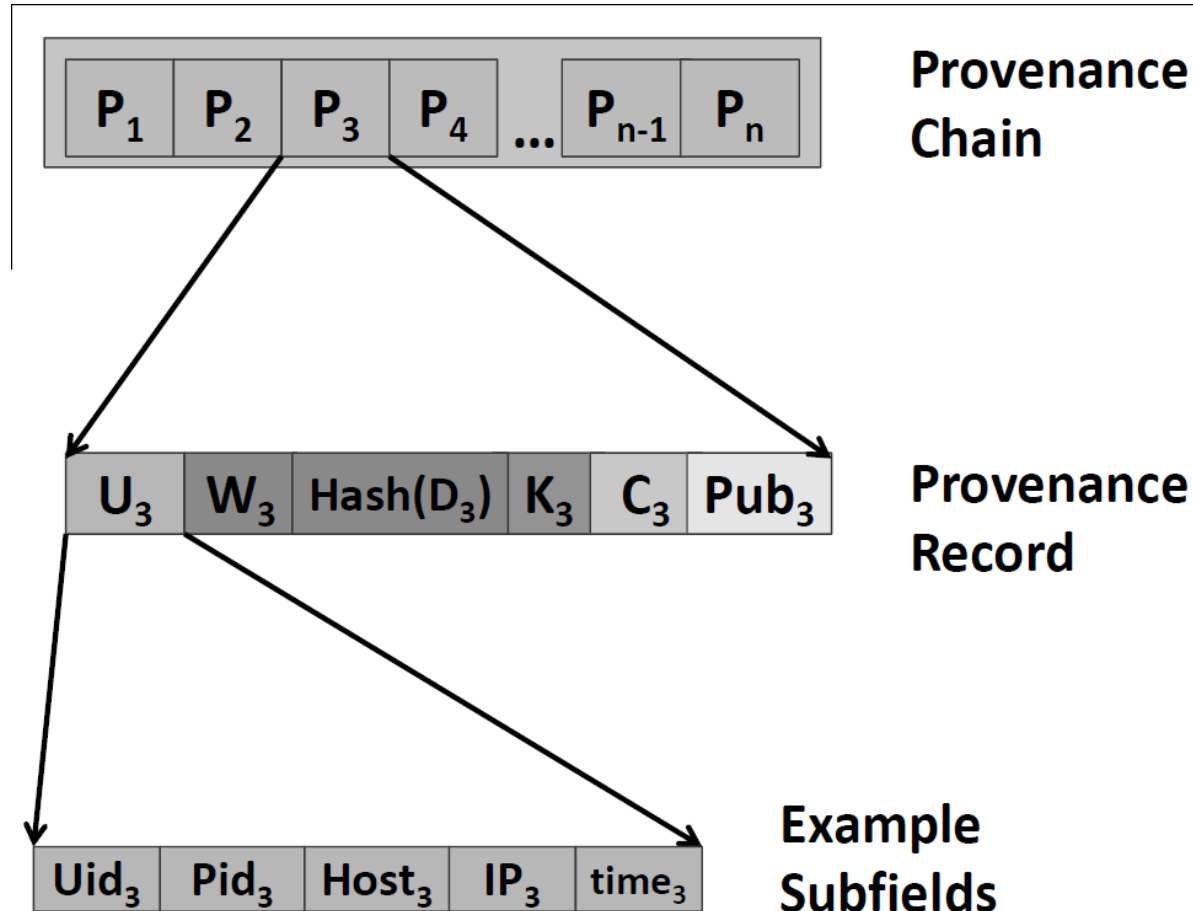 P₁ P₂ P₃ P₄ ... Pₙ₋₁ Pₙ
Provenance
Chain
U₃ W₃ Hash(D₃) K₃ C₃ Pub₃
Provenance
Record
Uid₃ Pid₃ Host₃ IP₃ time₃
Example
Subfields